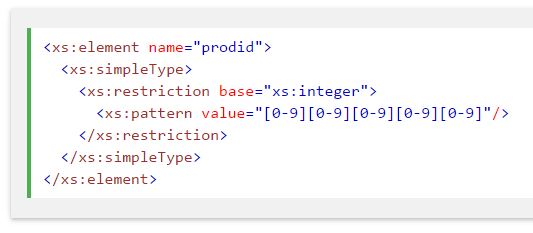 <xs:element name="prodid">
  <xs:simpleType>
    <xs:restriction base="xs:integer">
      <xs:pattern value="[0-9][0-9][0-9][0-9][0-9]"/>
    </xs:restriction>
  </xs:simpleType>
</xs:element>